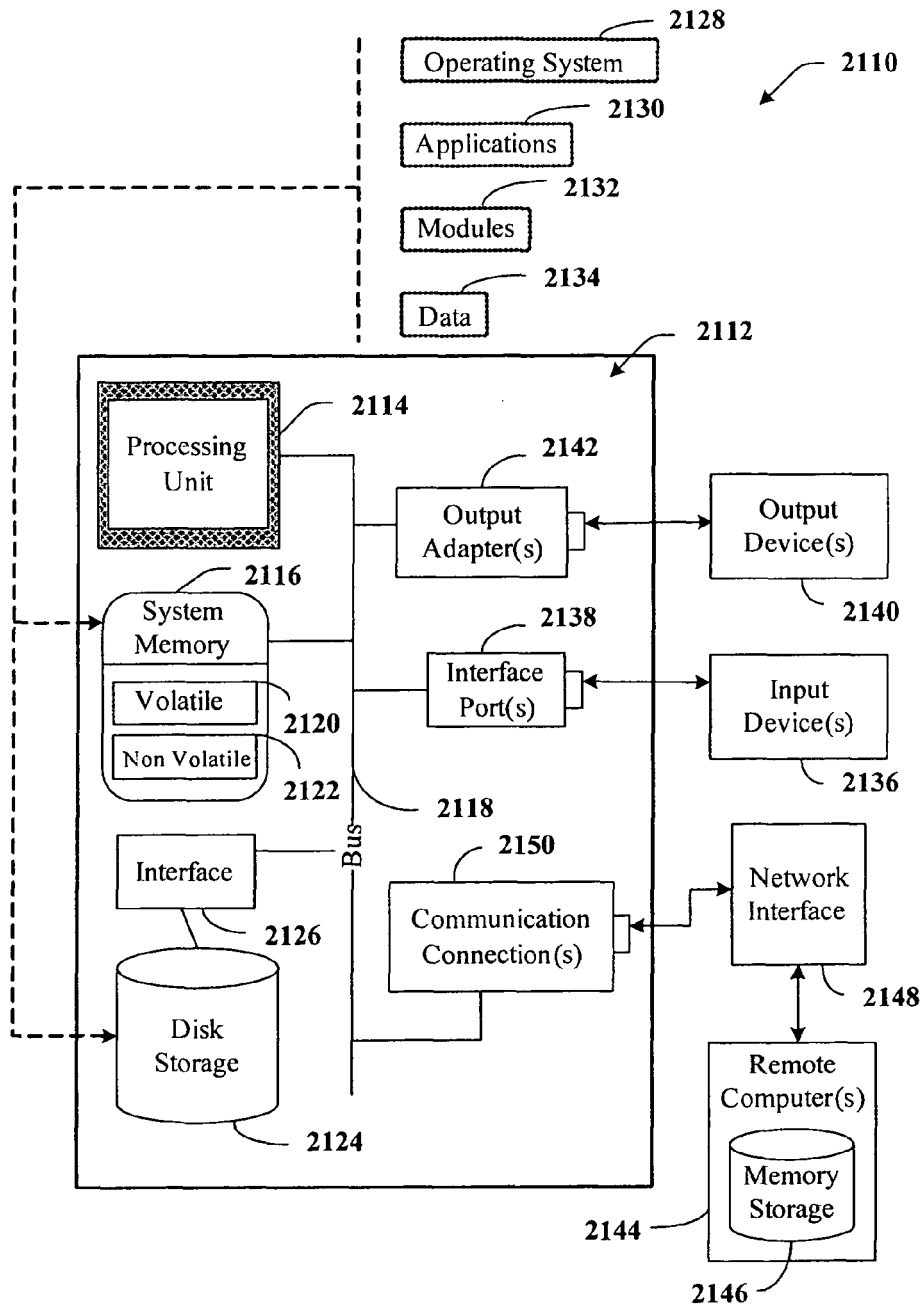 2128
Operating System
2110
2130
Applications
2132
Modules
2134
Data
2112
2114
Processing
Unit
2142
Output
Adapter(s)
Output
Device(s)
2140
2116
System
Memory
Volatile
2120
Non Volatile
2122
2138
Interface
Port(s)
Input
Device(s)
2136
2118
Bus
Interface
2126
2150
Communication
Connection(s)
Network
Interface
2148
Disk
Storage
2124
Remote
Computer(s)
Memory
Storage
2144
2146